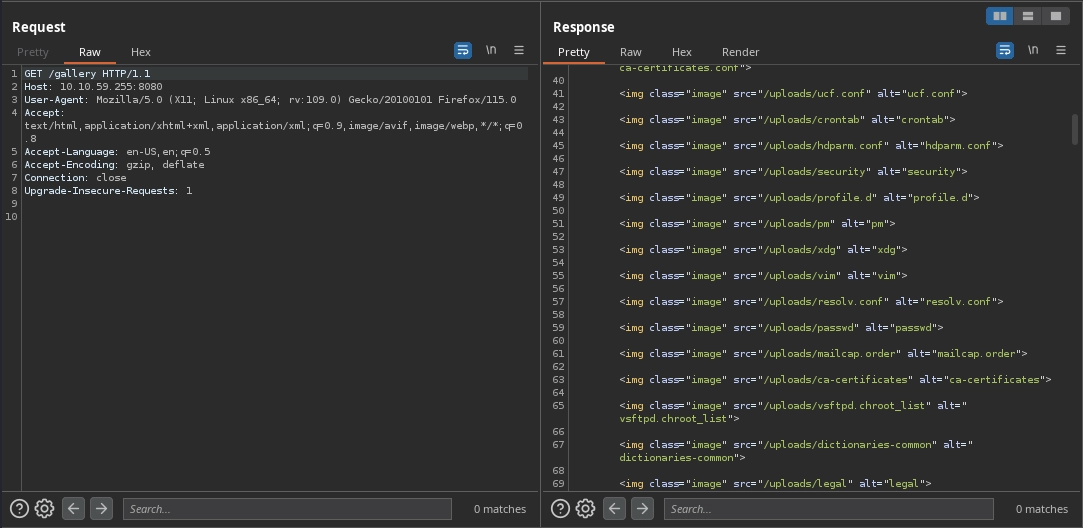 Request
Pretty Raw Hex \n
1 GET /gallery HTTP/1.1
2 Host: 10.10.59.255:8080
3 User-Agent: Mozilla/5.0 (X11; Linux x86_64; rv:109.0) Gecko/20100101 Firefox/115.0
4 Accept:
text/html,application/xhtml+xml,application/xml;q=0.9,image/avif,image/webp,*/*;q=0
.8
5 Accept-Language: en-US,en;q=0.5
6 Accept-Encoding: gzip, deflate
7 Connection: close
8 Upgrade-Insecure-Requests: 1
9
10
Search... 0 matches
Response
Pretty Raw Hex Render \n
ca-certificates.conf">
40
41 <img class="image" src="/uploads/ucf.conf" alt="ucf.conf">
42
43 <img class="image" src="/uploads/crontab" alt="crontab">
44
45 <img class="image" src="/uploads/hdparm.conf" alt="hdparm.conf">
46
47 <img class="image" src="/uploads/security" alt="security">
48
49 <img class="image" src="/uploads/profile.d" alt="profile.d">
50
51 <img class="image" src="/uploads/pm" alt="pm">
52
53 <img class="image" src="/uploads/xdg" alt="xdg">
54
55 <img class="image" src="/uploads/vim" alt="vim">
56
57 <img class="image" src="/uploads/resolv.conf" alt="resolv.conf">
58
59 <img class="image" src="/uploads/passwd" alt="passwd">
60
61 <img class="image" src="/uploads/mailcap.order" alt="mailcap.order">
62
63 <img class="image" src="/uploads/ca-certificates" alt="ca-certificates">
64
65 <img class="image" src="/uploads/vsftpd.chroot_list" alt="
vsftpd.chroot_list">
66
67 <img class="image" src="/uploads/dictionaries-common" alt="
dictionaries-common">
68
69 <img class="image" src="/uploads/legal" alt="legal">
Search... 0 matches